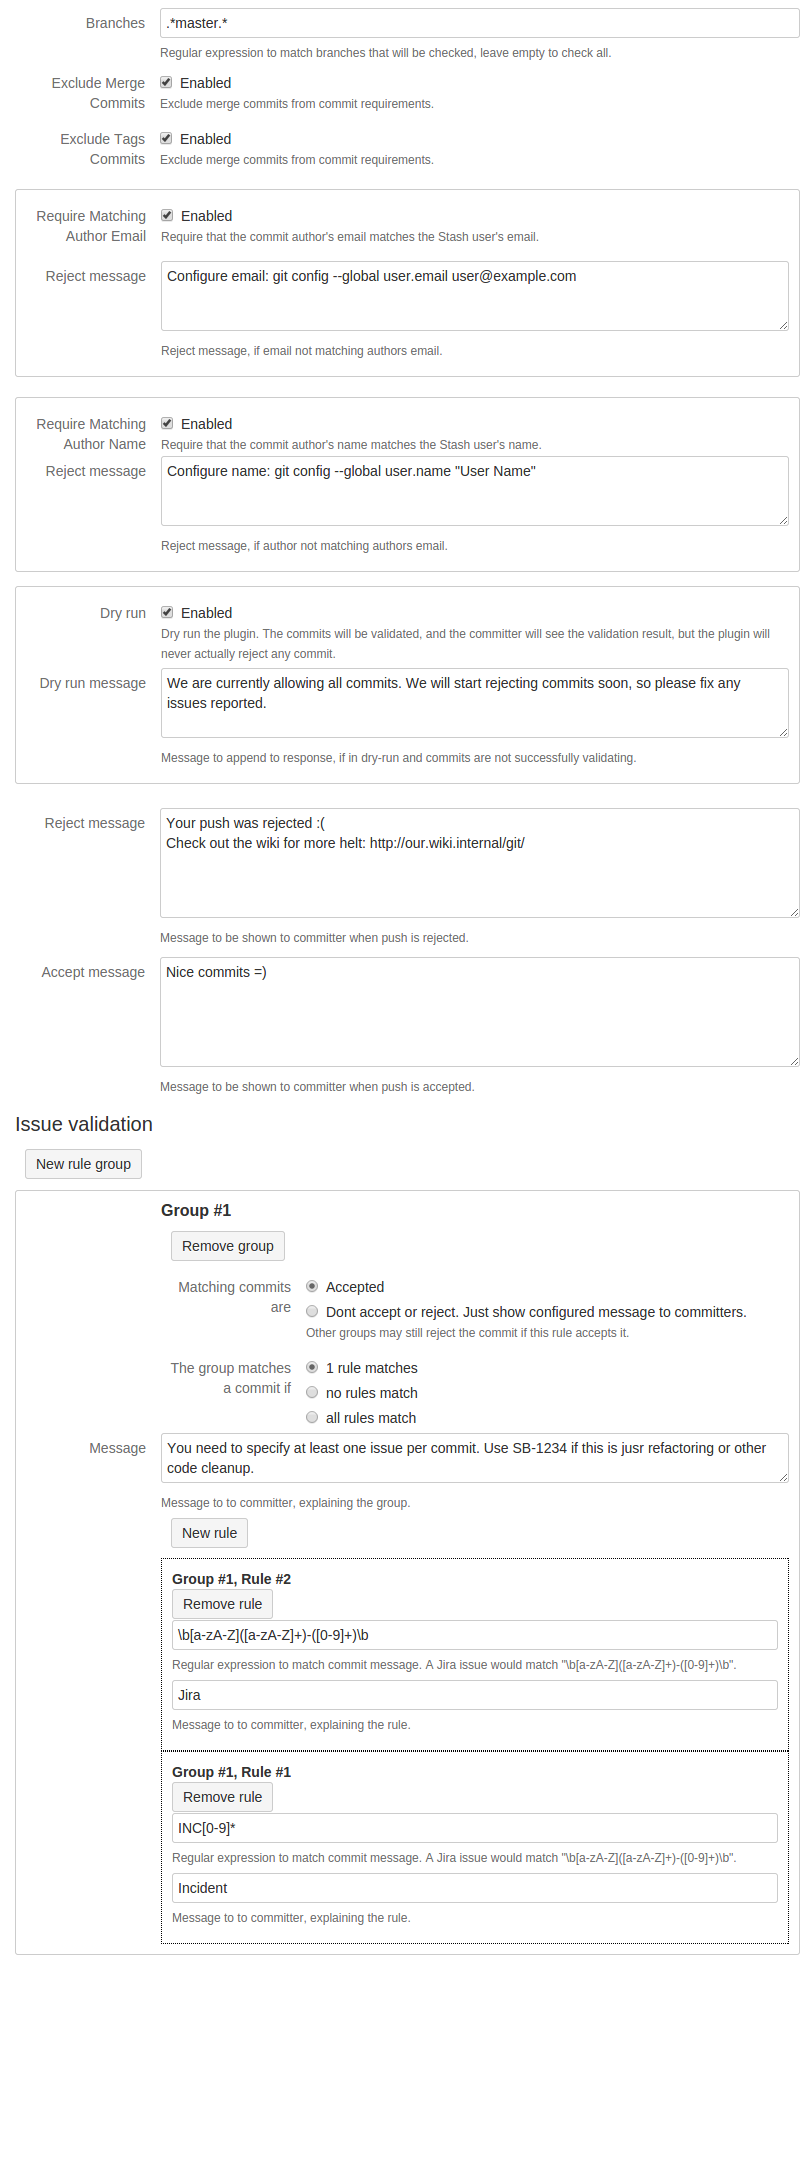 Branches
.*master.*
Regular expression to match branches that will be checked, leave empty to check all.
Exclude Merge
Commits
Enabled
Exclude merge commits from commit requirements.
Exclude Tags
Commits
Enabled
Exclude merge commits from commit requirements.
Require Matching
Author Email
Enabled
Require that the commit author's email matches the Stash user's email.
Reject message
Configure email: git config --global user.email user@example.com
Reject message, if email not matching authors email.
Require Matching
Author Name
Enabled
Require that the commit author's name matches the Stash user's name.
Reject message
Configure name: git config --global user.name "User Name"
Reject message, if author not matching authors email.
Dry run
Enabled
Dry run the plugin. The commits will be validated, and the committer will see the validation result, but the plugin will
never actually reject any commit.
Dry run message
We are currently allowing all commits. We will start rejecting commits soon, so please fix any
issues reported.
Message to append to response, if in dry-run and commits are not successfully validating.
Reject message
Your push was rejected :(
Check out the wiki for more helt: http://our.wiki.internal/git/
Message to be shown to committer when push is rejected.
Accept message
Nice commits =)
Message to be shown to committer when push is accepted.
Issue validation
New rule group
Group #1
Remove group
Matching commits
are
Accepted
Dont accept or reject. Just show configured message to committers.
Other groups may still reject the commit if this rule accepts it.
The group matches
a commit if
1 rule matches
no rules match
all rules match
Message
You need to specify at least one issue per commit. Use SB-1234 if this is jusr refactoring or other
code cleanup.
Message to to committer, explaining the group.
New rule
Group #1, Rule #2
Remove rule
\b[a-zA-Z]([a-zA-Z]+)-([0-9]+)\b
Regular expression to match commit message. A Jira issue would match "\b[a-zA-Z]([a-zA-Z]+)-([0-9]+)\b".
Jira
Message to to committer, explaining the rule.
Group #1, Rule #1
Remove rule
INC[0-9]*
Regular expression to match commit message. A Jira issue would match "\b[a-zA-Z]([a-zA-Z]+)-([0-9]+)\b".
Incident
Message to to committer, explaining the rule.